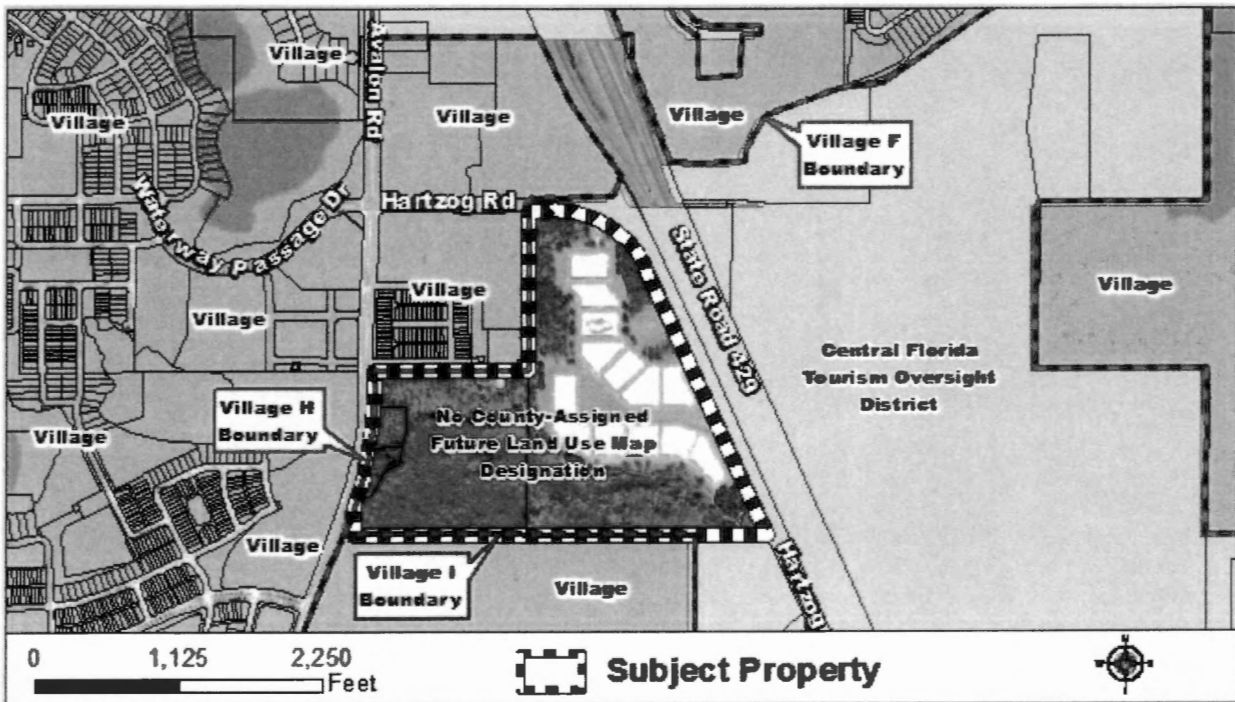 Village
Avalon Rd
Village
Village
Village
Village F
Boundary
Waterway Passage Dr
Hartzog Rd
State Road 429
Village
Village
Village
Central Florida
Tourism Oversight
District
Village H
Boundary
Village
No County-Assigned
Future Land Use Map
Designation
Village
Village I
Boundary
Village
Hartzog
0 1,125 2,250
Feet
Subject Property
N